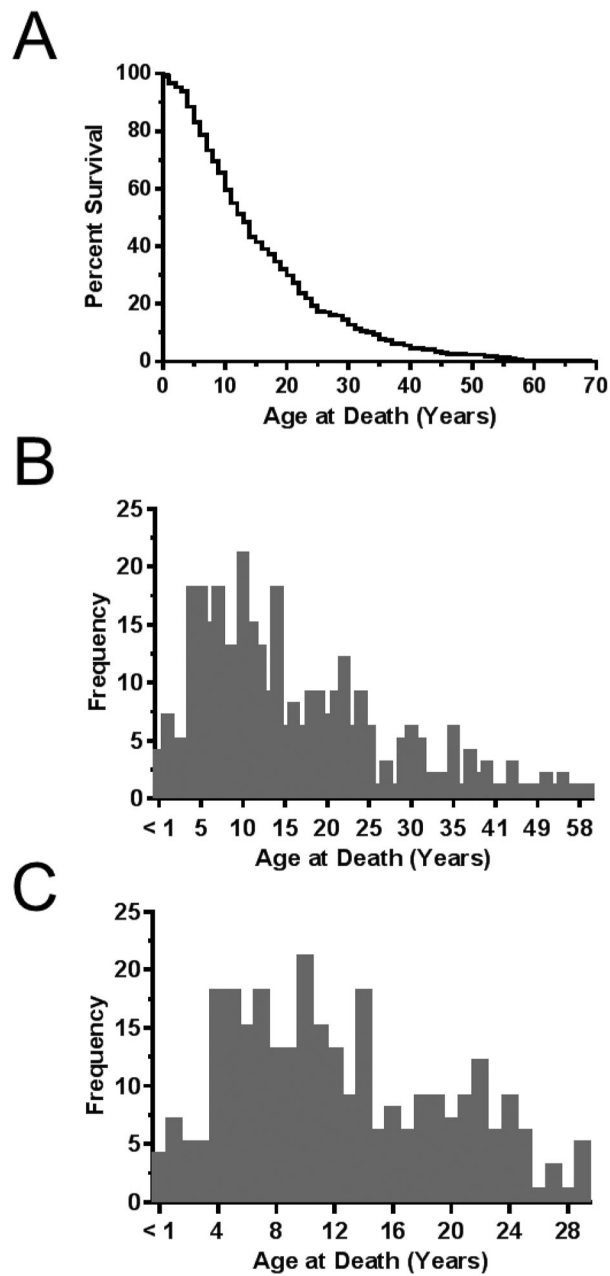 A
100
80
60
40
20
0
Percent Survival
0 10 20 30 40 50 60 70
Age at Death (Years)
B
25
20
15
10
5
0
Frequency
< 1 5 10 15 20 25 30 35 41 49 58
Age at Death (Years)
C
25
20
15
10
5
0
Frequency
< 1 4 8 12 16 20 24 28
Age at Death (Years)